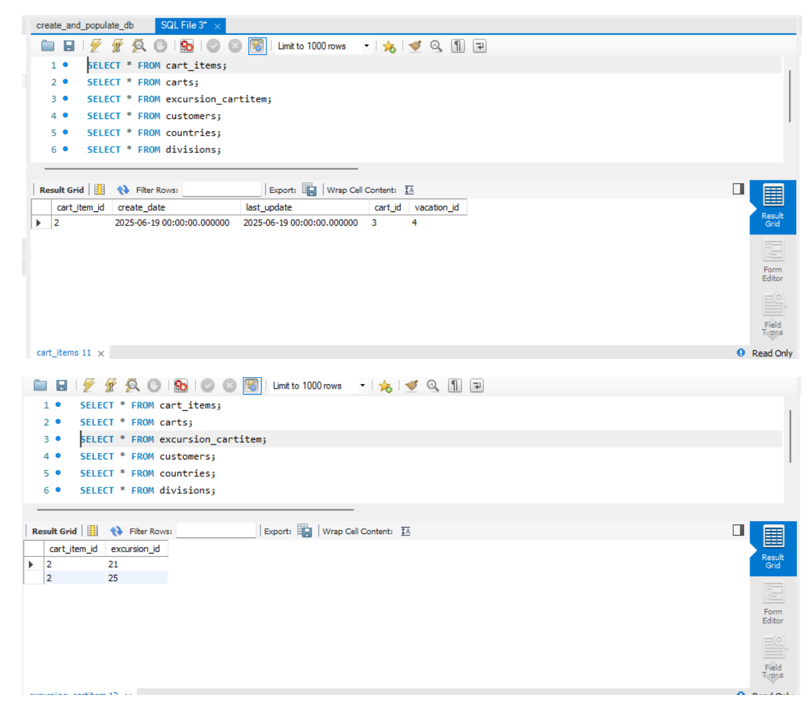 create_and_populate_db SQL File 3* ×
Limit to 1000 rows
1 SELECT * FROM cart_items;
2 SELECT * FROM carts;
3 SELECT * FROM excursion_cartitem;
4 SELECT * FROM customers;
5 SELECT * FROM countries;
6 SELECT * FROM divisions;
Result Grid Filter Rows: Export: Wrap Cell Content:
cart_item_id create_date last_update cart_id vacation_id
2 2025-06-19 00:00:00.000000 2025-06-19 00:00:00.000000 3 4
Result
Grid
Form
Editor
Field
Types
cart_items 11 × Read Only
Limit to 1000 rows
1 SELECT * FROM cart_items;
2 SELECT * FROM carts;
3 SELECT * FROM excursion_cartitem;
4 SELECT * FROM customers;
5 SELECT * FROM countries;
6 SELECT * FROM divisions;
Result Grid Filter Rows: Export: Wrap Cell Content:
cart_item_id excursion_id
2 21
2 25
Result
Grid
Form
Editor
Field
Types